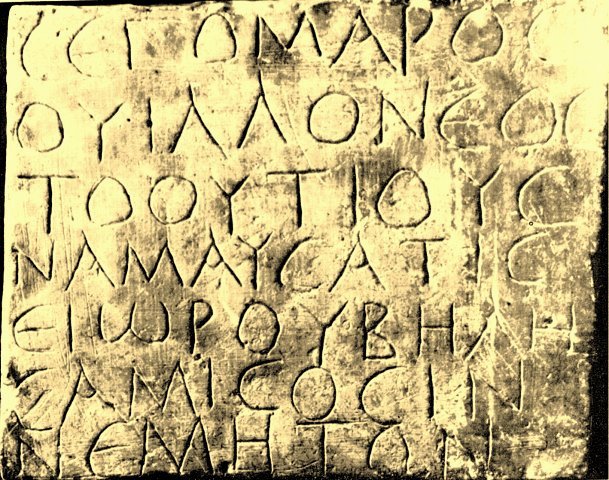 ϹΕΓΟΜΑΡΟϹ
ΟΥΙΛΛΟΝΕΟϹ
ΤΟΟΥΤΙΟΥϹ
ΝΑΜΑΥϹΑΤΙϹ
ΕΙωΡΟΥΒΗΛΗ
ϹΑΜΙϹΟϹΙΝ
ΝΕΜΗΤΟΝ